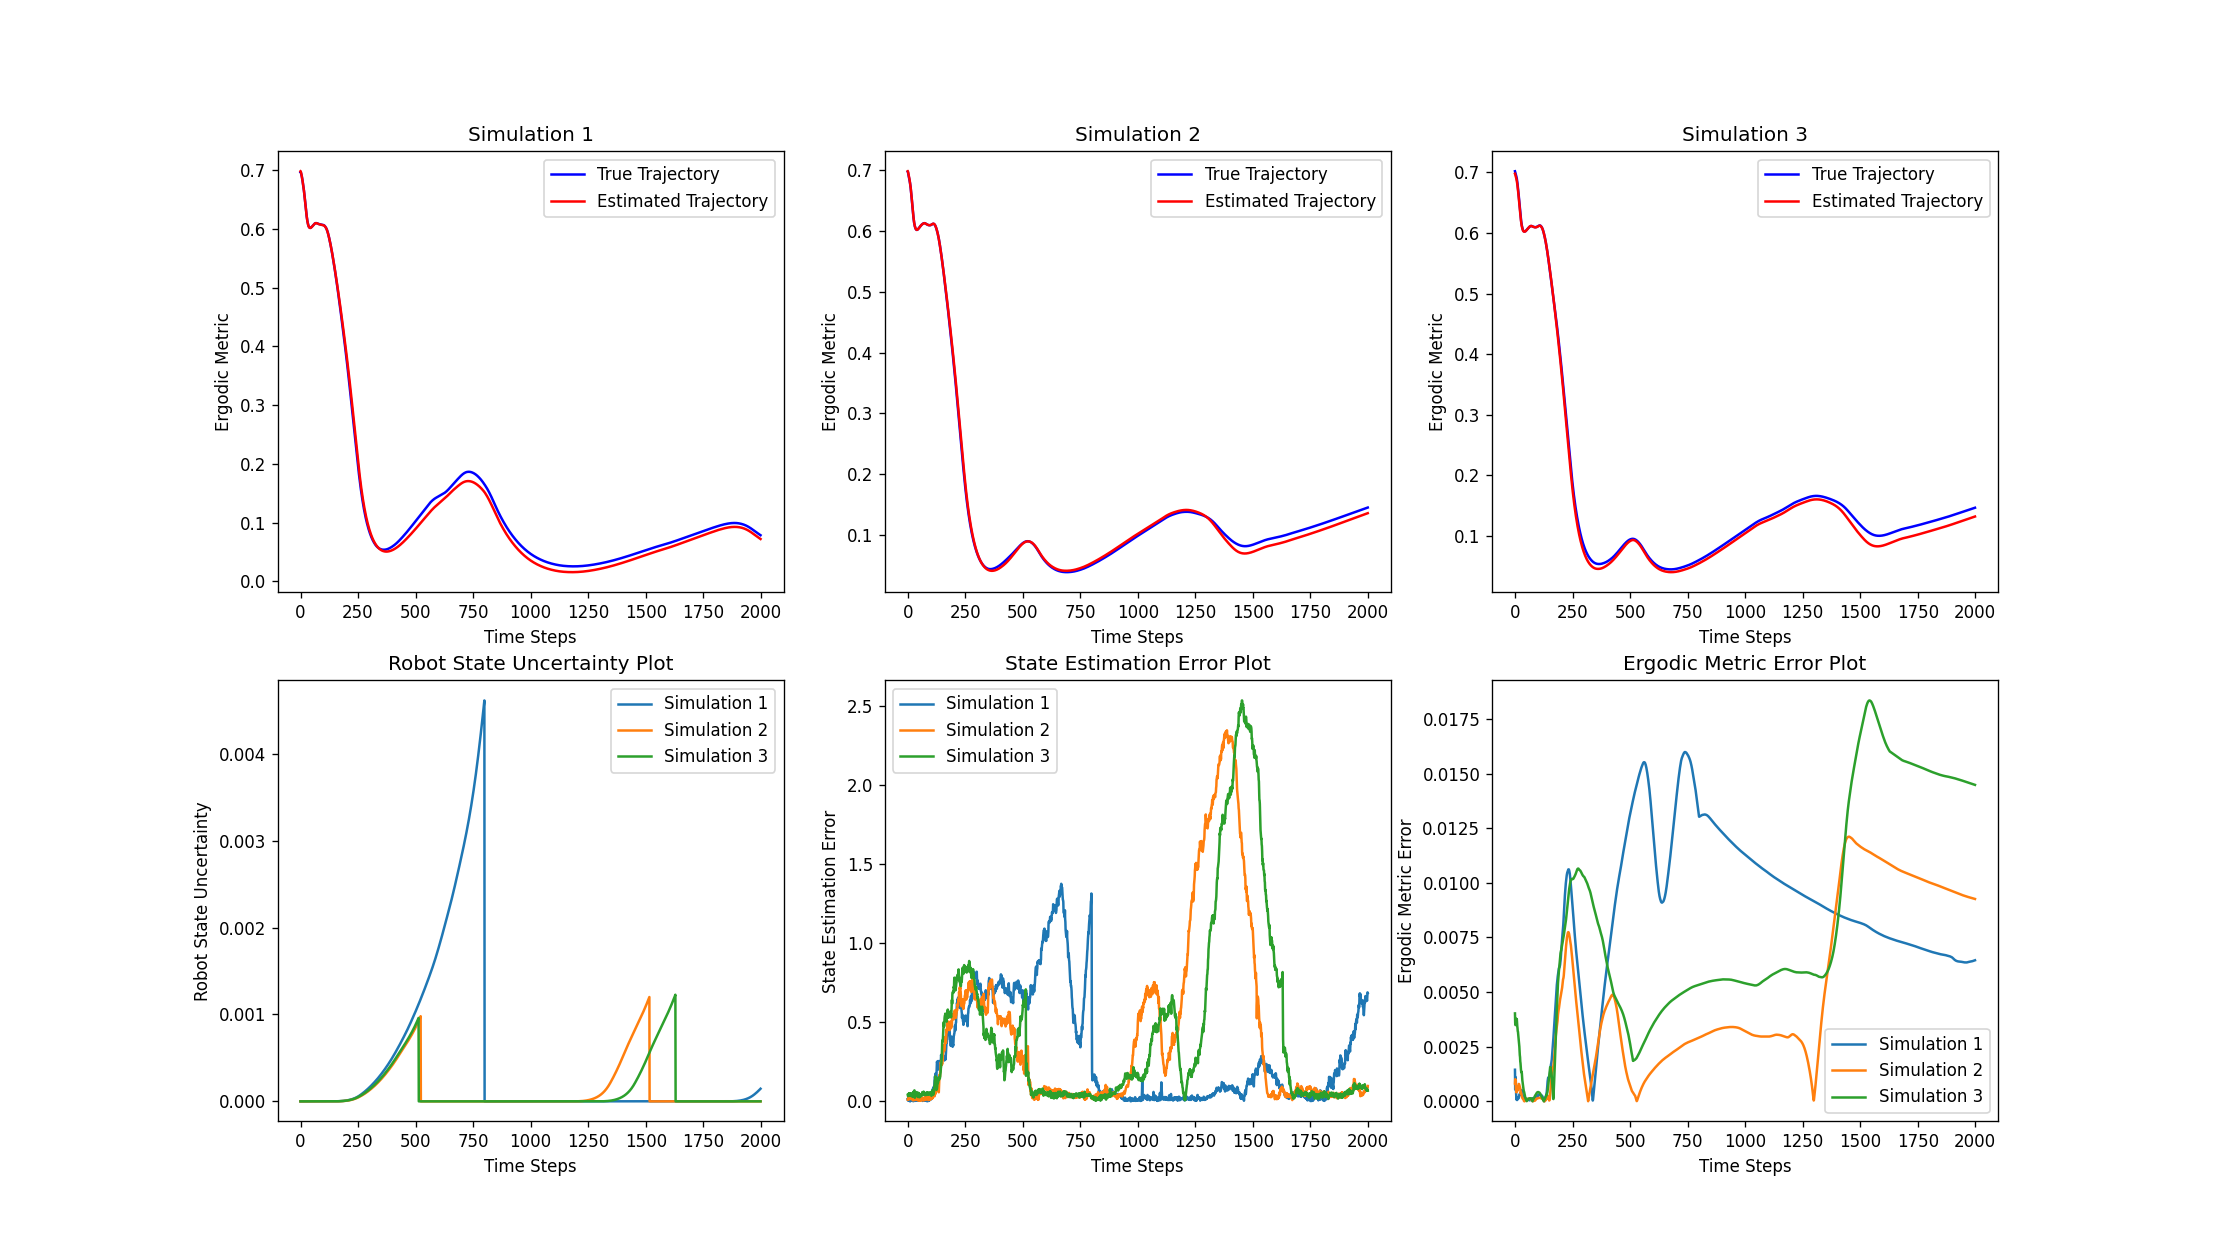 Simulation 1
0.7
0.6
0.5
0.4
0.3
0.2
0.1
0.0
Ergodic Metric
True Trajectory
Estimated Trajectory
0 250 500 750 1000 1250 1500 1750 2000
Time Steps
Simulation 2
0.7
0.6
0.5
0.4
0.3
0.2
0.1
Ergodic Metric
True Trajectory
Estimated Trajectory
0 250 500 750 1000 1250 1500 1750 2000
Time Steps
Simulation 3
0.7
0.6
0.5
0.4
0.3
0.2
0.1
Ergodic Metric
True Trajectory
Estimated Trajectory
0 250 500 750 1000 1250 1500 1750 2000
Time Steps
Robot State Uncertainty Plot
0.004
0.003
0.002
0.001
0.000
Robot State Uncertainty
Simulation 1
Simulation 2
Simulation 3
0 250 500 750 1000 1250 1500 1750 2000
Time Steps
State Estimation Error Plot
2.5
2.0
1.5
1.0
0.5
0.0
State Estimation Error
Simulation 1
Simulation 2
Simulation 3
0 250 500 750 1000 1250 1500 1750 2000
Time Steps
Ergodic Metric Error Plot
0.0175
0.0150
0.0125
0.0100
0.0075
0.0050
0.0025
0.0000
Ergodic Metric Error
Simulation 1
Simulation 2
Simulation 3
0 250 500 750 1000 1250 1500 1750 2000
Time Steps